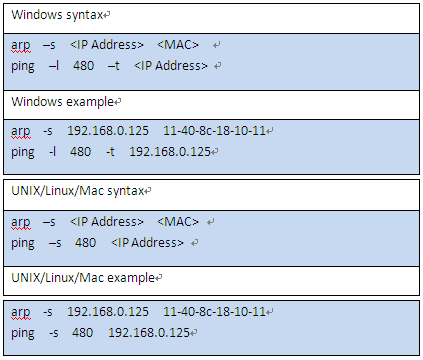 Windows syntax
arp –s <IP Address> <MAC>
ping –l 480 –t <IP Address>
Windows example
arp -s 192.168.0.125 11-40-8c-18-10-11
ping -l 480 -t 192.168.0.125
UNIX/Linux/Mac syntax
arp –s <IP Address> <MAC>
ping –s 480 <IP Address>
UNIX/Linux/Mac example
arp -s 192.168.0.125 11-40-8c-18-10-11
ping -s 480 192.168.0.125